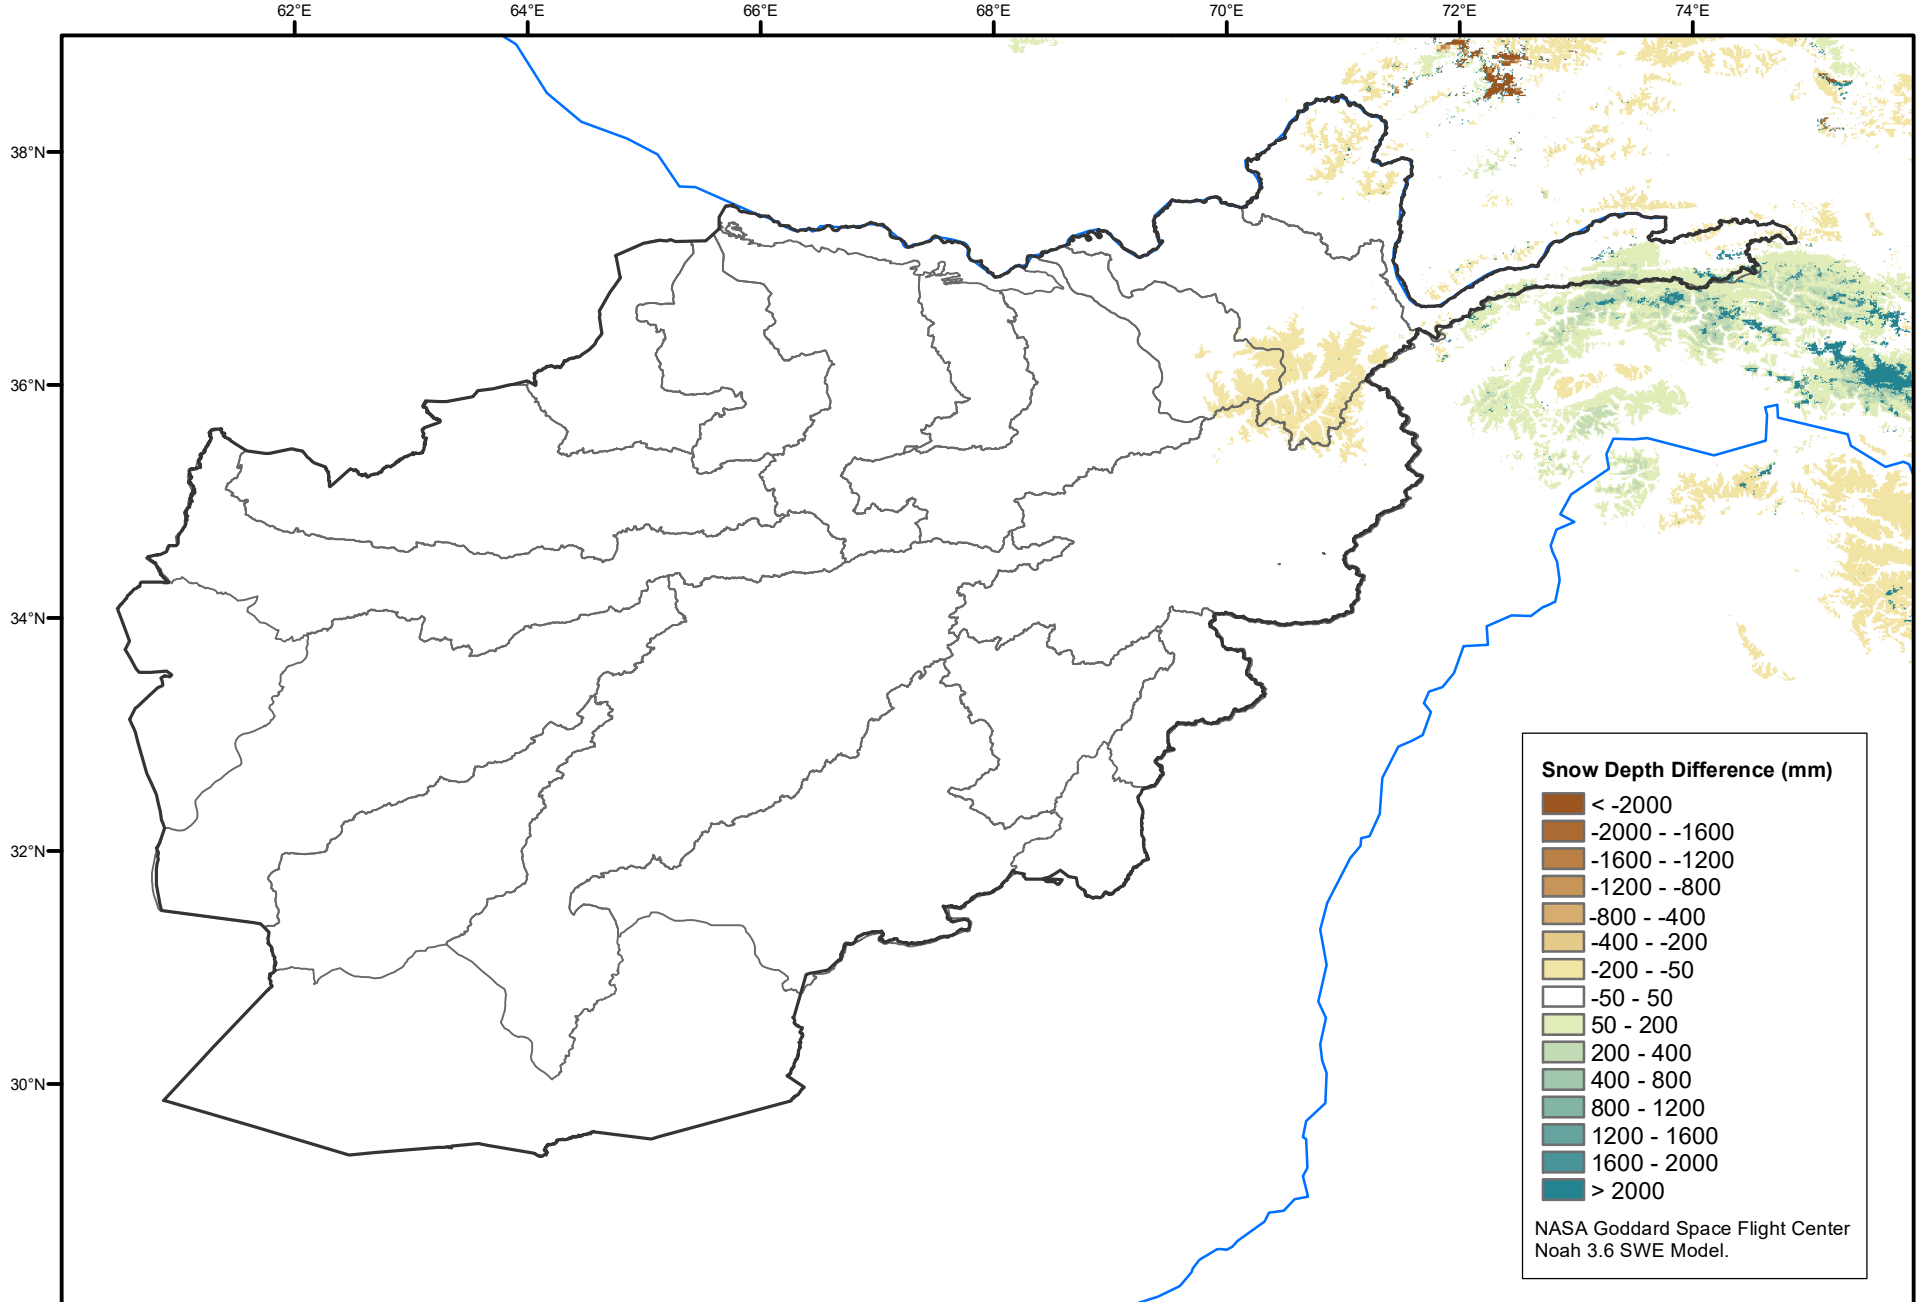 62°E 64°E 66°E 68°E 70°E 72°E 74°E
38°N
36°N
34°N
32°N
30°N
Snow Depth Difference (mm)
< -2000
-2000 - -1600
-1600 - -1200
-1200 - -800
-800 - -400
-400 - -200
-200 - -50
-50 - 50
50 - 200
200 - 400
400 - 800
800 - 1200
1200 - 1600
1600 - 2000
> 2000
NASA Goddard Space Flight Center
Noah 3.6 SWE Model.